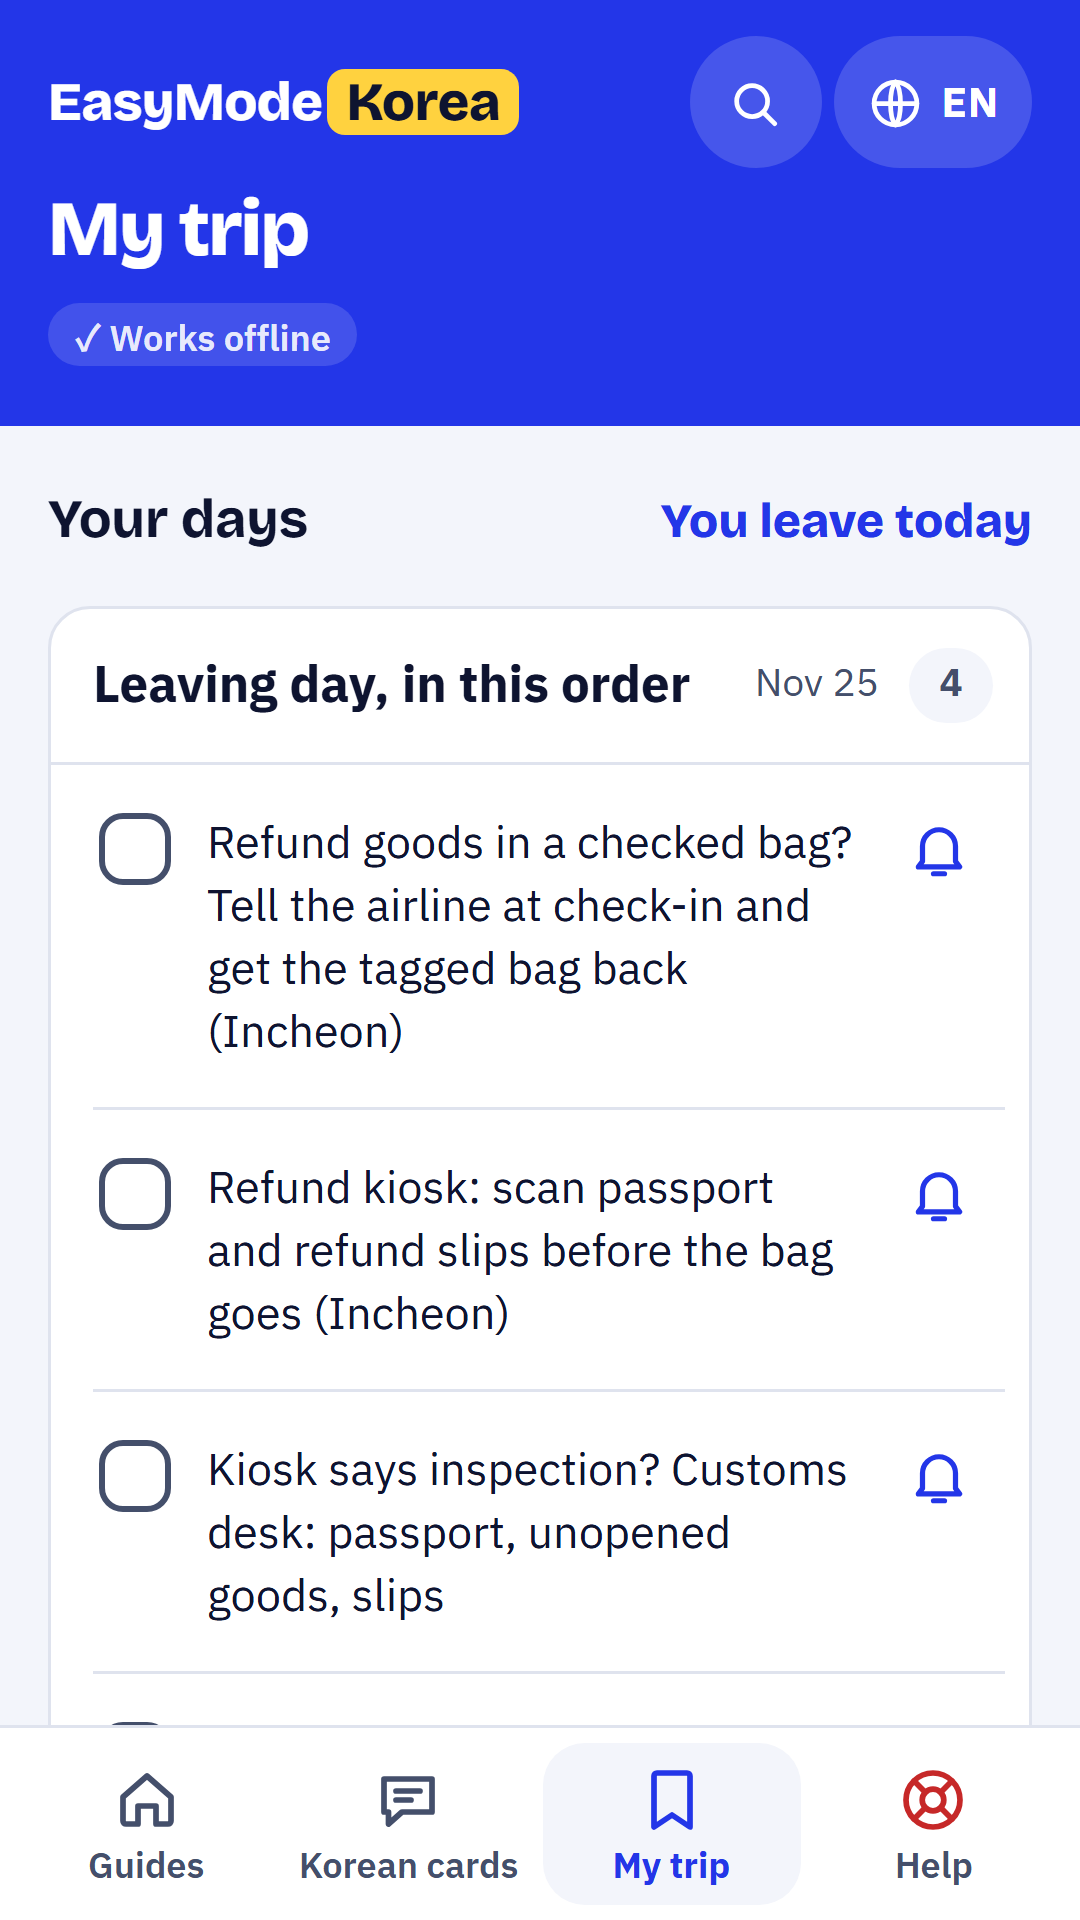 EasyMode Korea
EN
My trip
✓ Works offline
Your days
You leave today
Leaving day, in this order
Nov 25
4
Refund goods in a checked bag?
Tell the airline at check-in and
get the tagged bag back
(Incheon)
Refund kiosk: scan passport
and refund slips before the bag
goes (Incheon)
Kiosk says inspection? Customs
desk: passport, unopened
goods, slips
Guides
Korean cards
My trip
Help